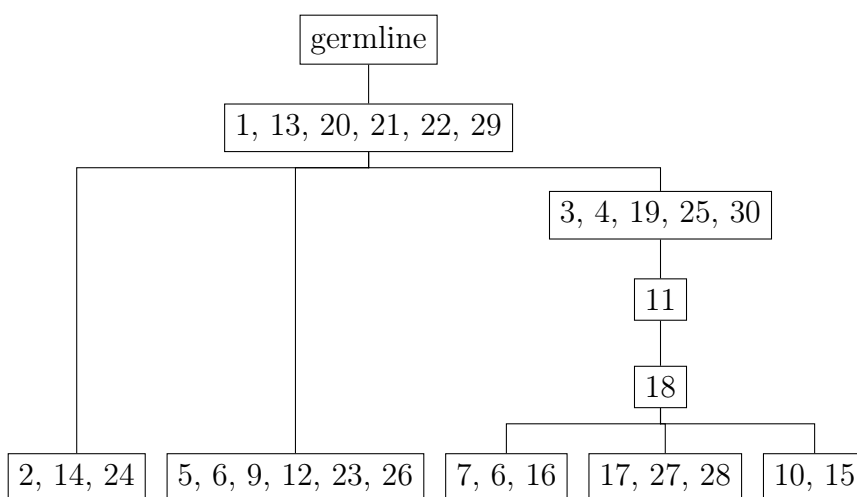 germline
1, 13, 20, 21, 22, 29
3, 4, 19, 25, 30
11
18
2, 14, 24
5, 6, 9, 12, 23, 26
7, 6, 16
17, 27, 28
10, 15